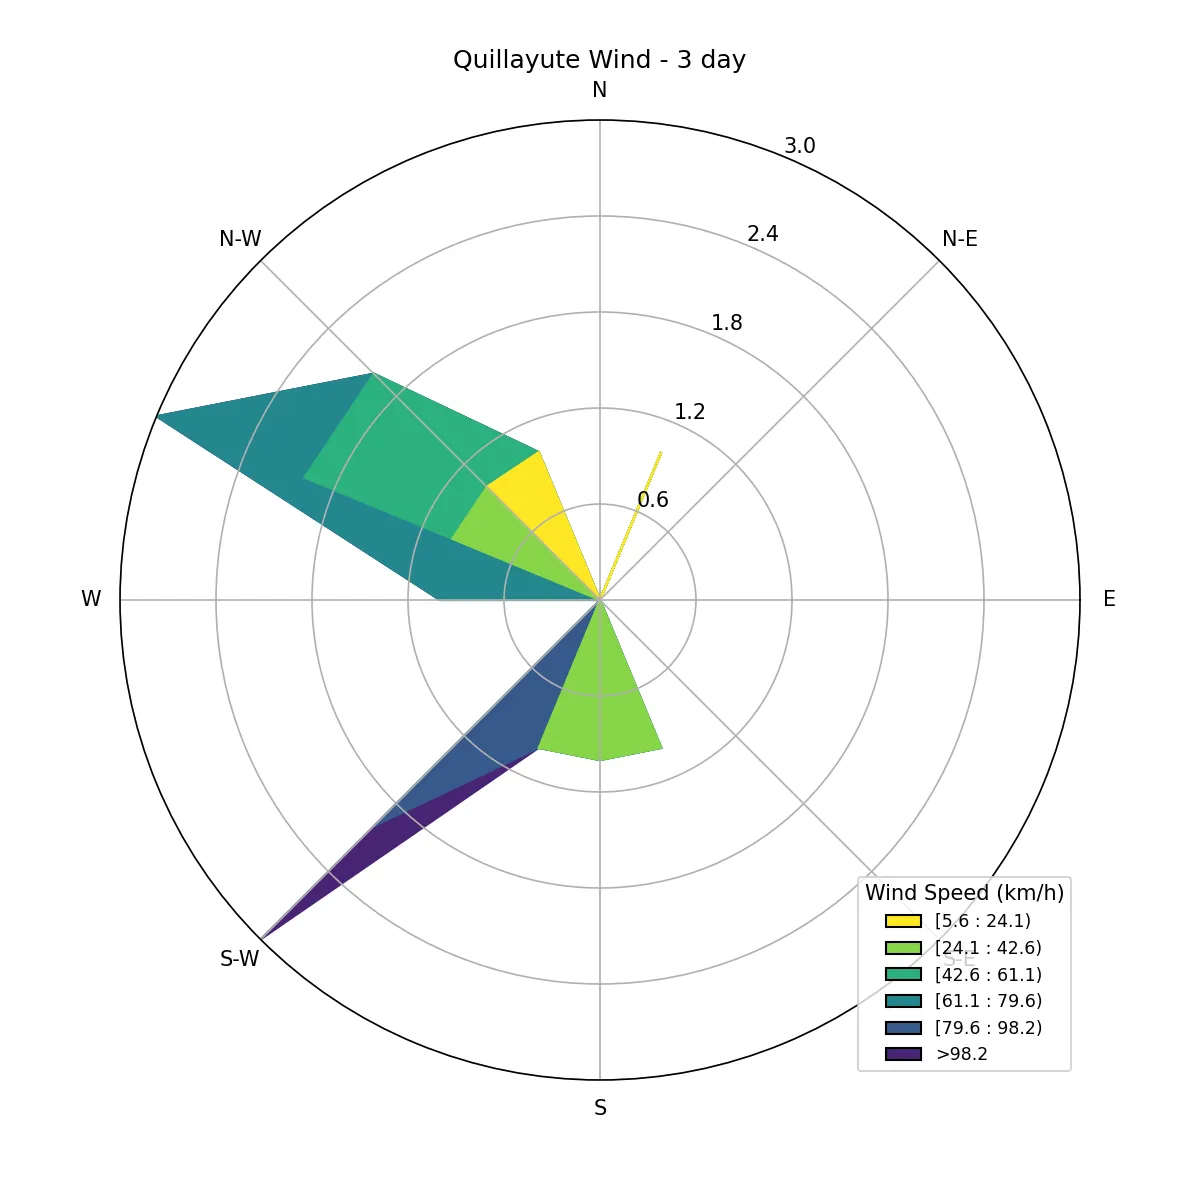 Quillayute Wind - 3 day
N
3.0
N-W
N-E
2.4
1.8
1.2
0.6
W
E
Wind Speed (km/h)
[5.6 : 24.1)
[24.1 : 42.6)
S-W
S-E
[42.6 : 61.1)
[61.1 : 79.6)
[79.6 : 98.2)
>98.2
S